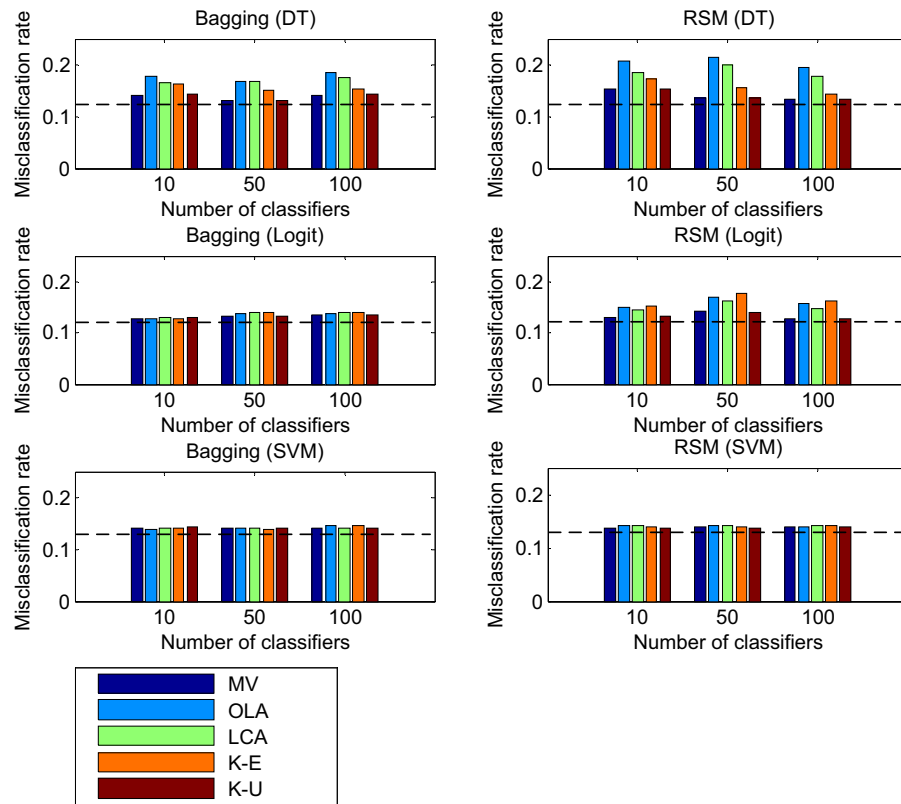 Bagging (DT)
Misclassification rate
0.2
0.1
0
10 50 100
Number of classifiers
RSM (DT)
Misclassification rate
0.2
0.1
0
10 50 100
Number of classifiers
Bagging (Logit)
Misclassification rate
0.2
0.1
0
10 50 100
Number of classifiers
RSM (Logit)
Misclassification rate
0.2
0.1
0
10 50 100
Number of classifiers
Bagging (SVM)
Misclassification rate
0.2
0.1
0
10 50 100
Number of classifiers
RSM (SVM)
Misclassification rate
0.2
0.1
0
10 50 100
Number of classifiers
MV
OLA
LCA
K-E
K-U